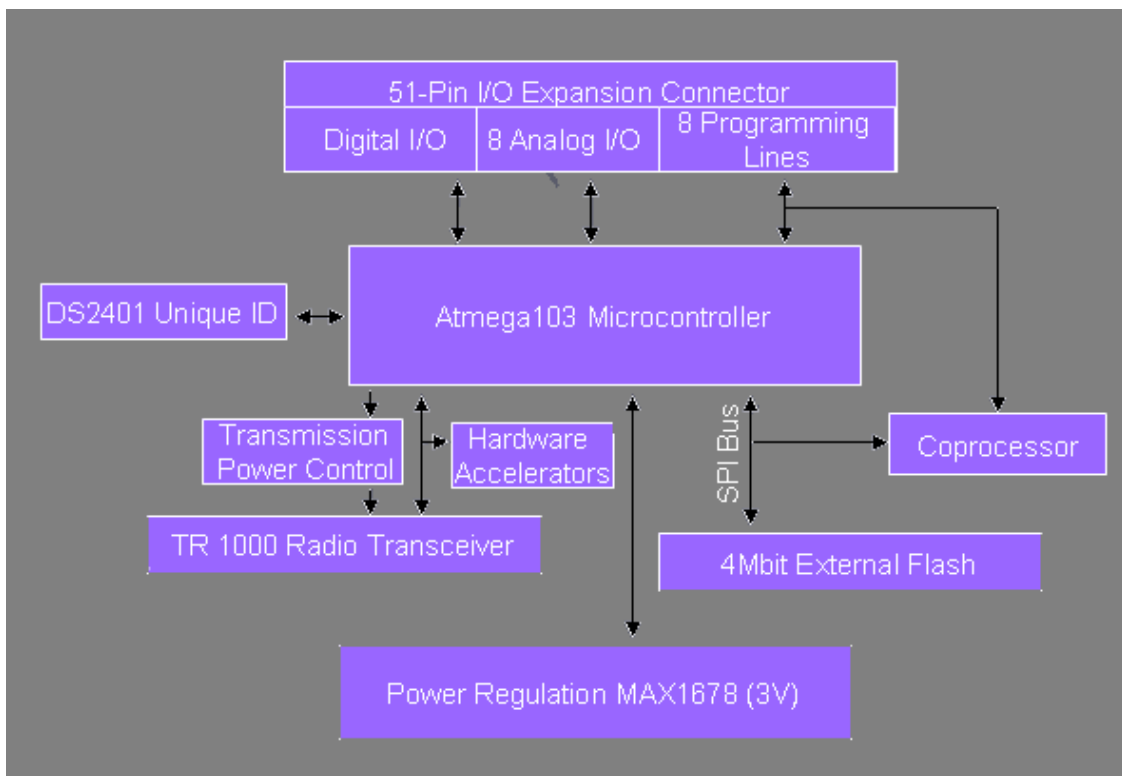 51-Pin I/O Expansion Connector
Digital I/O
8 Analog I/O
8 Programming
Lines
DS2401 Unique ID
Atmega103 Microcontroller
Transmission
Power Control
Hardware
Accelerators
SPI Bus
Coprocessor
TR 1000 Radio Transceiver
4Mbit External Flash
Power Regulation MAX1678 (3V)